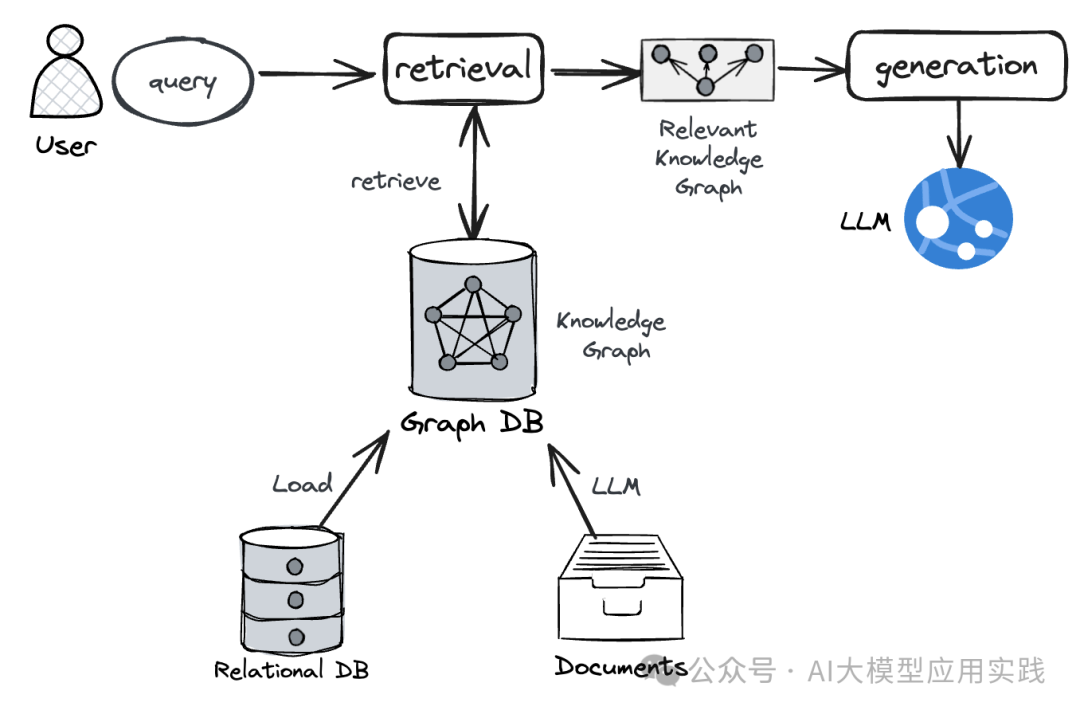 query
retrieval
generation
User
Relevant
Knowledge
Graph
retrieve
LLM
Knowledge
Graph
Graph DB
Load
LLM
Relational DB
Documents
公众号 · AI大模型应用实践